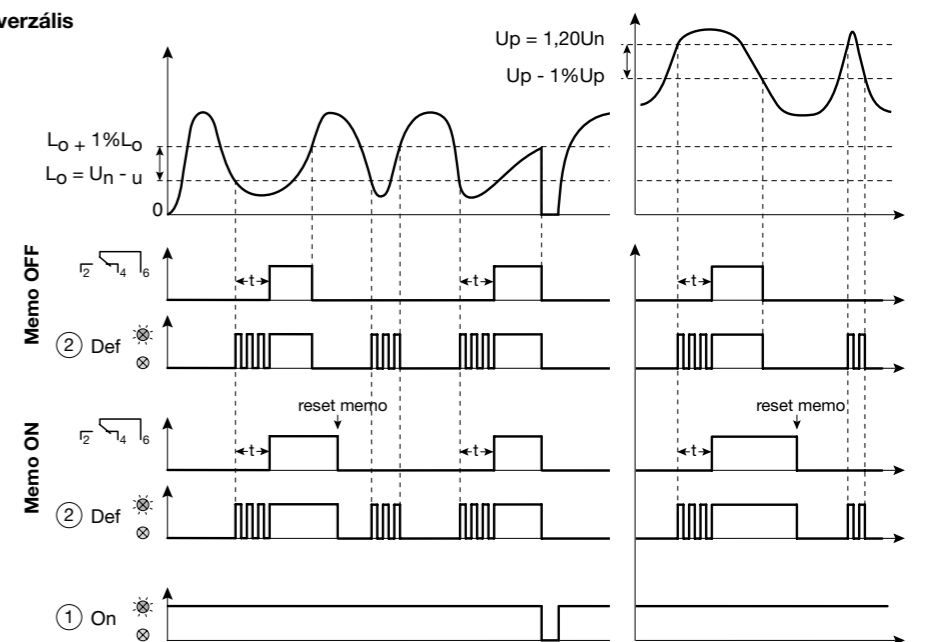 verzális
Up = 1,20Un
Up - 1%Up
Lo + 1%Lo
Lo = Un - u
0
Memo OFF
2 4 6
t t t
2 Def
Memo ON
reset memo reset memo
2 4 6
t t t
2 Def
1 On